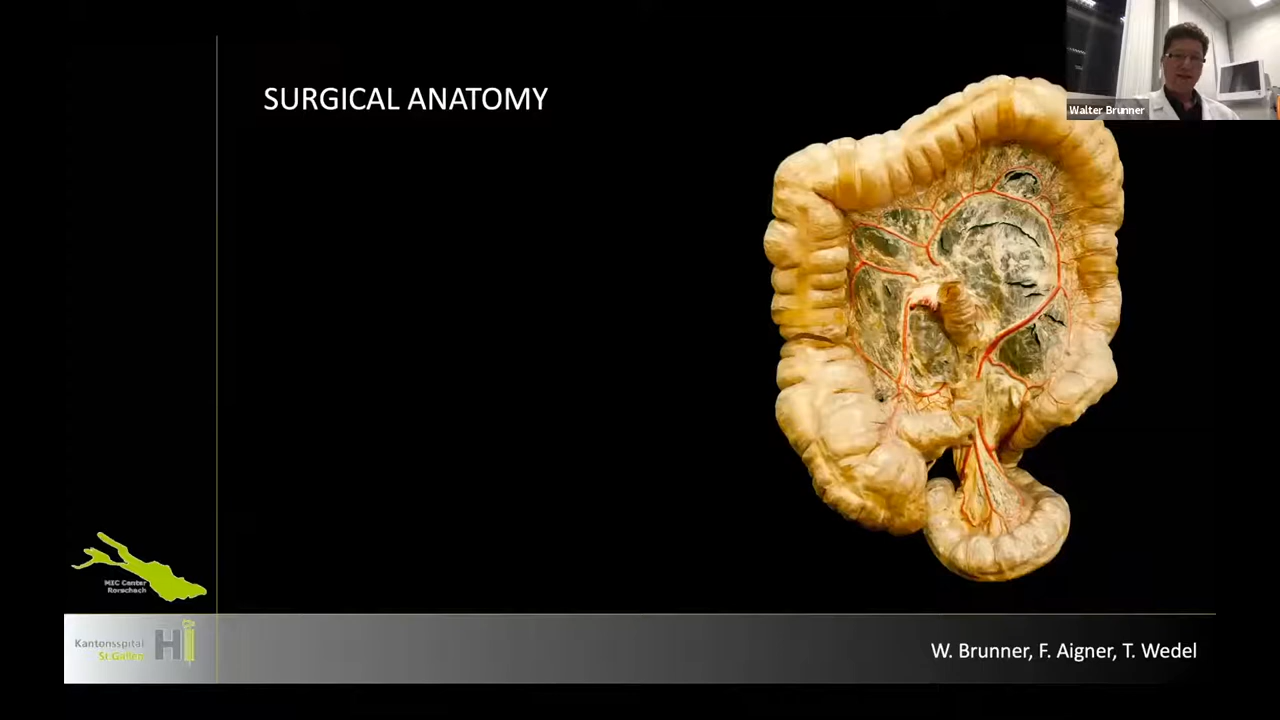 SURGICAL ANATOMY
Walter Brunner
MIC Center
Rorschach
Kantonsspital
St.Gallen
W. Brunner, F. Aigner, T. Wedel